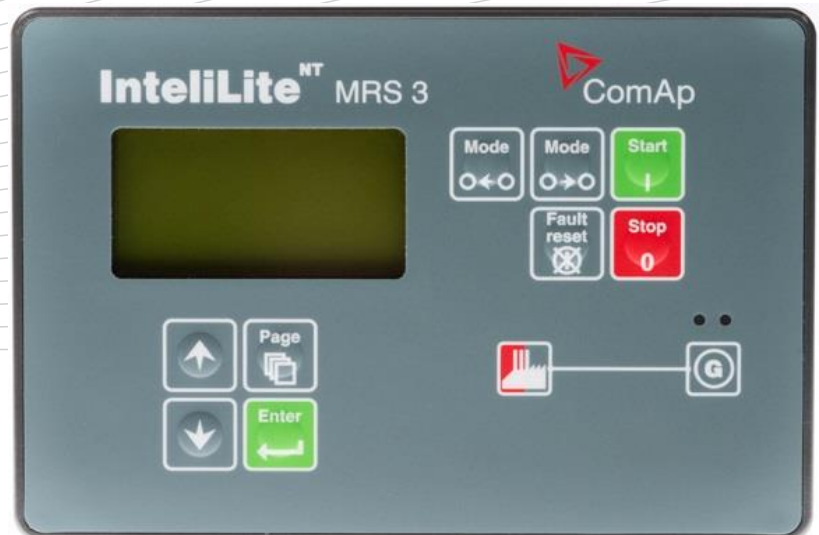 InteliLite NT MRS 3
ComAp
Mode
Mode
Start
I
Fault
reset
Stop
0
Page
Enter
G